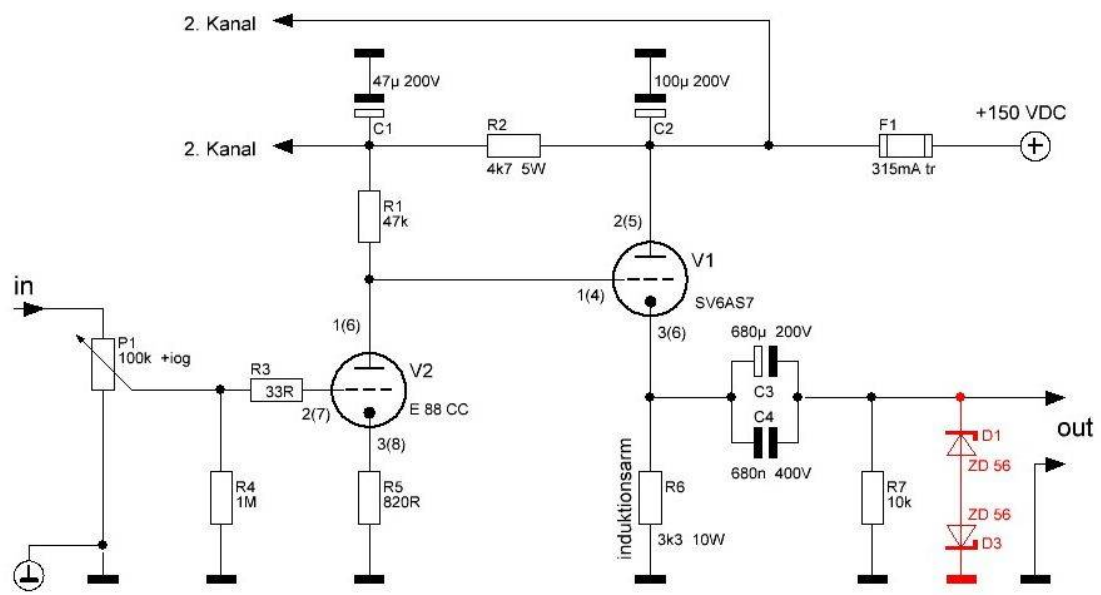 2. Kanal
47µ 200V
C1
100µ 200V
C2
+150 VDC
2. Kanal
R2
4k7 5W
F1
315mA tr
R1
47k
2(5)
V1
in
1(4)
SV6AS7
1(6)
3(6)
680µ 200V
P1
100k +log
R3
33R
V2
C3
2(7)
E 88 CC
C4
out
D1
3(8)
ZD 56
680n 400V
R4
1M
R5
820R
induktionsarm
R6
R7
10k
ZD 56
3k3 10W
D3